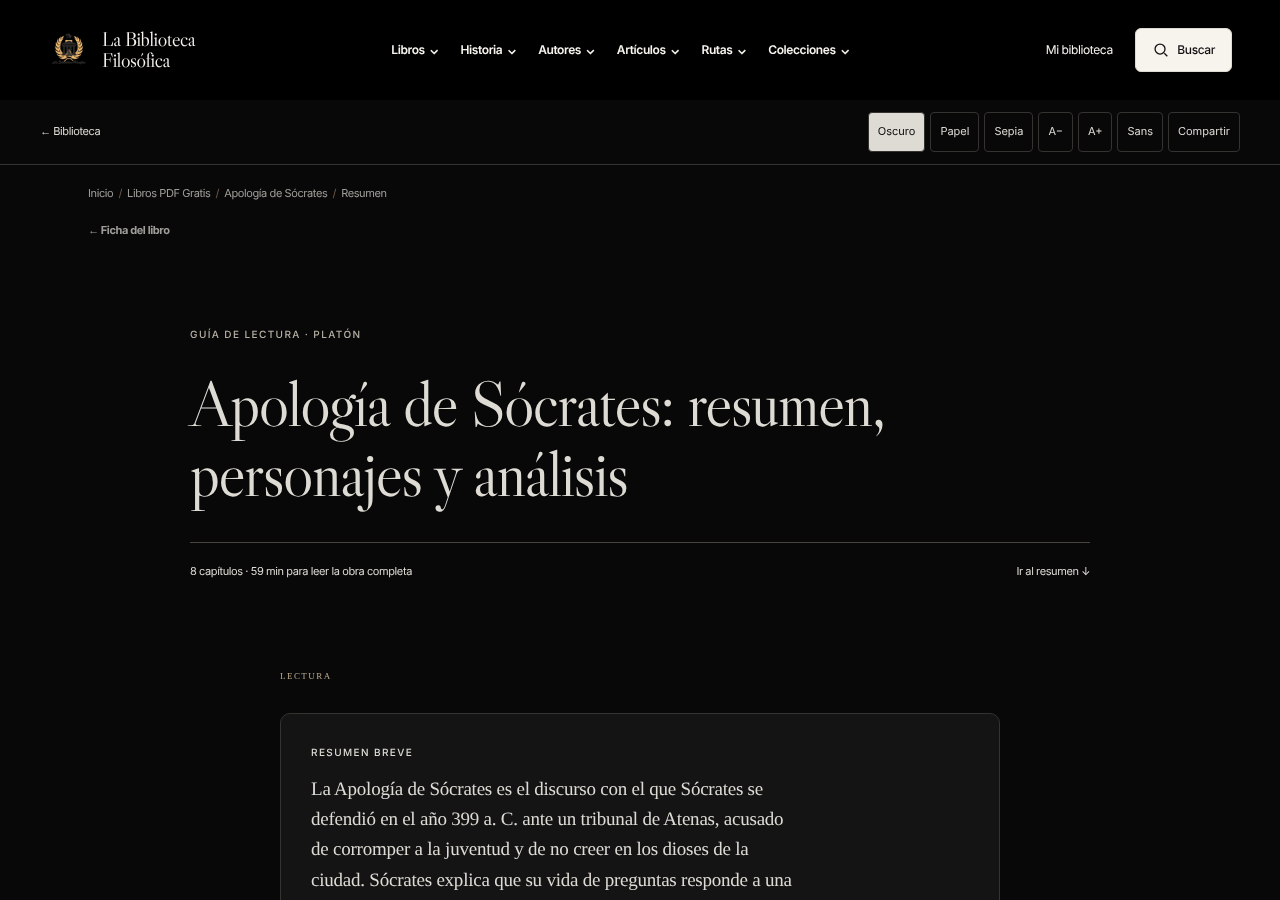 La Biblioteca
Filosófica
Libros
Historia
Autores
Artículos
Rutas
Colecciones
Mi biblioteca
Buscar
← Biblioteca
Oscuro
Papel
Sepia
A−
A+
Sans
Compartir
Inicio / Libros PDF Gratis / Apología de Sócrates / Resumen
← Ficha del libro
GUÍA DE LECTURA · PLATÓN
Apología de Sócrates: resumen,
personajes y análisis
8 capítulos · 59 min para leer la obra completa
Ir al resumen ↓
LECTURA
RESUMEN BREVE
La Apología de Sócrates es el discurso con el que Sócrates se
defendió en el año 399 a. C. ante un tribunal de Atenas, acusado
de corromper a la juventud y de no creer en los dioses de la
ciudad. Sócrates explica que su vida de preguntas responde a una